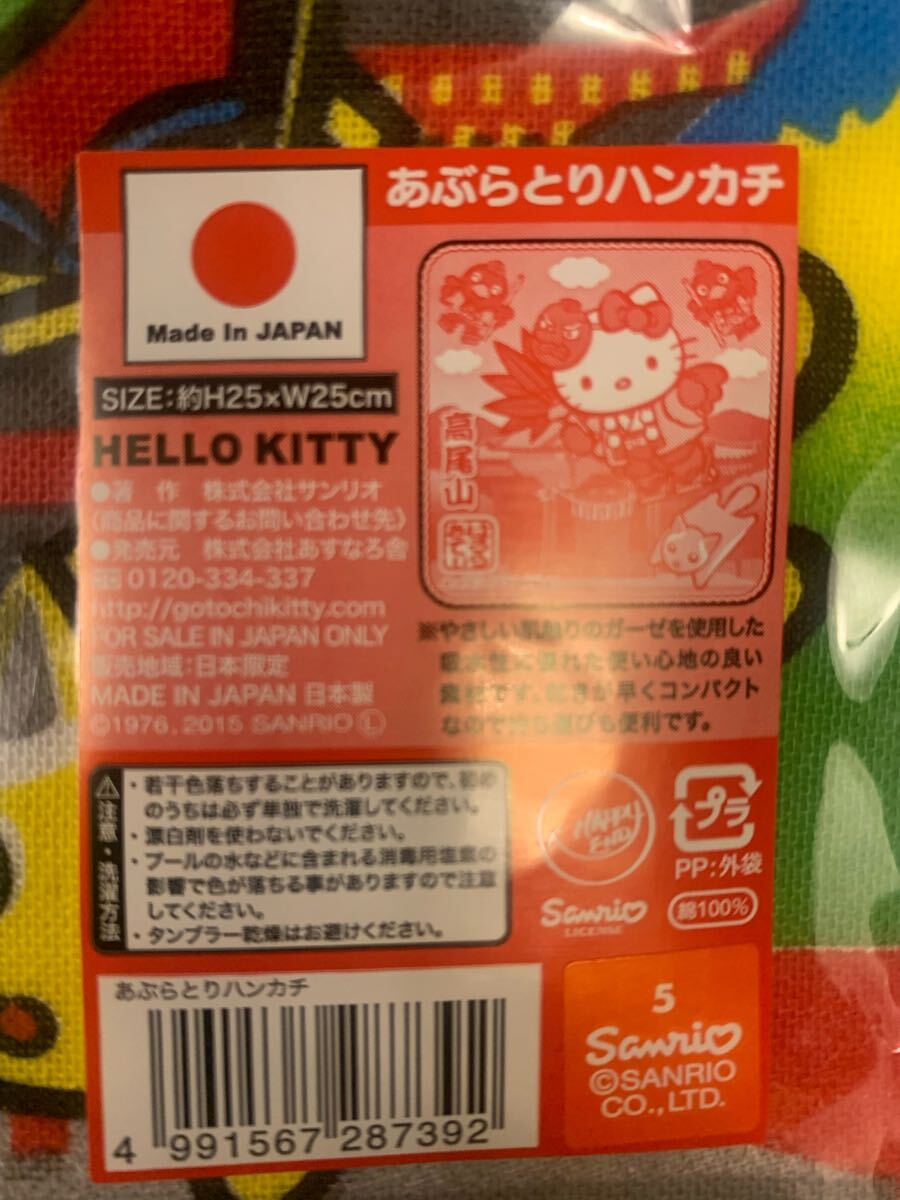 あぶらとりハンカチ
Made In JAPAN
SIZE:約H25×W25cm
HELLO KITTY
●著 作 株式会社サンリオ
(商品に関するお問い合わせ先)
●発売元 株式会社あすなろ舎
0120-334-337
http://gotochikitty.com
FOR SALE IN JAPAN ONLY
販売地域:日本限定
MADE IN JAPAN 日本製
©1976, 2015 SANRIO Ⓛ
高尾山
※やさしい肌触りのガーゼを使用した
吸水性に優れた使い心地の良い
素材です。乾きが早くコンパクト
なので持ち運びも便利です。
注意・洗濯方法
・若干色落ちすることがありますので、初め
のうちは必ず単独で洗濯してください。
・漂白剤を使わないでください。
・プールの水などに含まれる消毒用塩素の
影響で色が落ちる事がありますので注意
してください。
・タンブラー乾燥はお避けください。
HAPPY
END
Sanrio
LICENSE
プラ
PP:外袋
綿100%
あぶらとりハンカチ
4 991567 287392
5
Sanrio
©SANRIO
CO.,LTD.